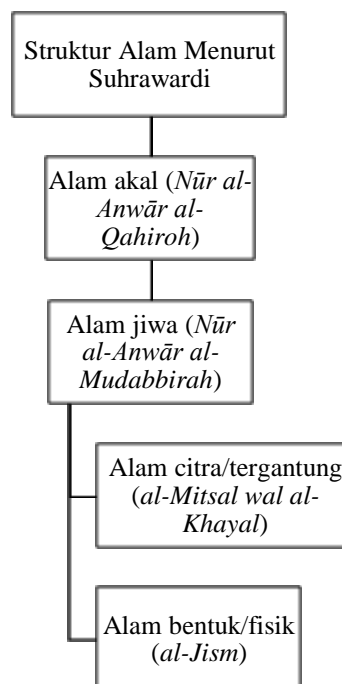 Struktur Alam Menurut
Suhrawardi
Alam akal (Nūr al-
Anwār al-
Qahiroh)
Alam jiwa (Nūr
al-Anwār al-
Mudabbirah)
Alam citra/tergantung
(al-Mitsal wal al-
Khayal)
Alam bentuk/fisik
(al-Jism)